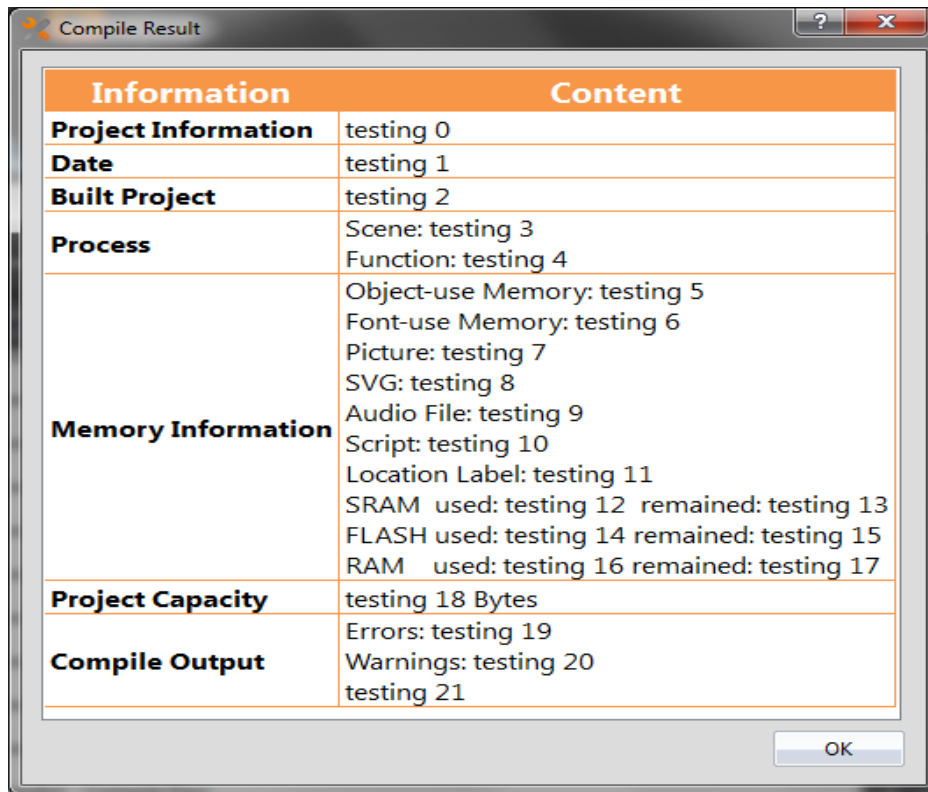 Compile Result
?
X
Information Content
Project Information testing 0
Date testing 1
Built Project testing 2
Process Scene: testing 3
Function: testing 4
Memory Information Object-use Memory: testing 5
Font-use Memory: testing 6
Picture: testing 7
SVG: testing 8
Audio File: testing 9
Script: testing 10
Location Label: testing 11
SRAM  used: testing 12  remained: testing 13
FLASH used: testing 14 remained: testing 15
RAM    used: testing 16 remained: testing 17
Project Capacity testing 18 Bytes
Compile Output Errors: testing 19
Warnings: testing 20
testing 21
OK